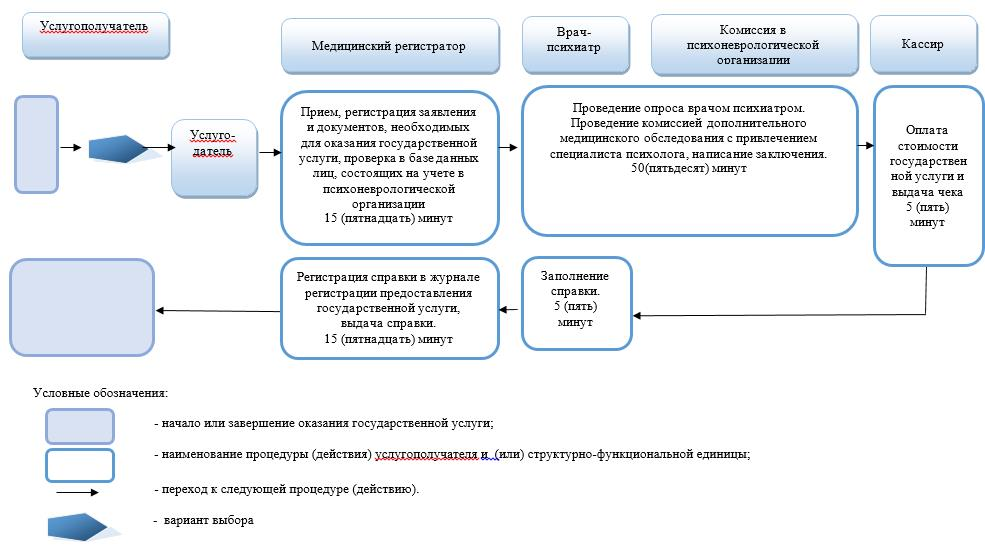 Услугополучатель
Медицинский регистратор
Врач-
психиатр
Комиссия в
психоневрологической
организации
Кассир
Услуго-
датель
Прием, регистрация заявления
и документов, необходимых
для оказания государственной
услуги, проверка в базе данных
лиц, состоящих на учете в
психоневрологической
организации
15 (пятнадцать) минут
Проведение опроса врачом психиатром.
Проведение комиссией дополнительного
медицинского обследования с привлечением
специалиста психолога, написание заключения.
50(пятьдесят) минут
Оплата
стоимости
государствен
ной услуги и
выдача чека
5 (пять)
минут
Регистрация справки в журнале
регистрации предоставления
государственной услуги,
выдача справки.
15 (пятнадцать) минут
Заполнение
справки.
5 (пять)
минут
Условные обозначения:
- начало или завершение оказания государственной услуги;
- наименование процедуры (действия) услугополучателя и (или) структурно-функциональной единицы;
- переход к следующей процедуре (действию).
- вариант выбора